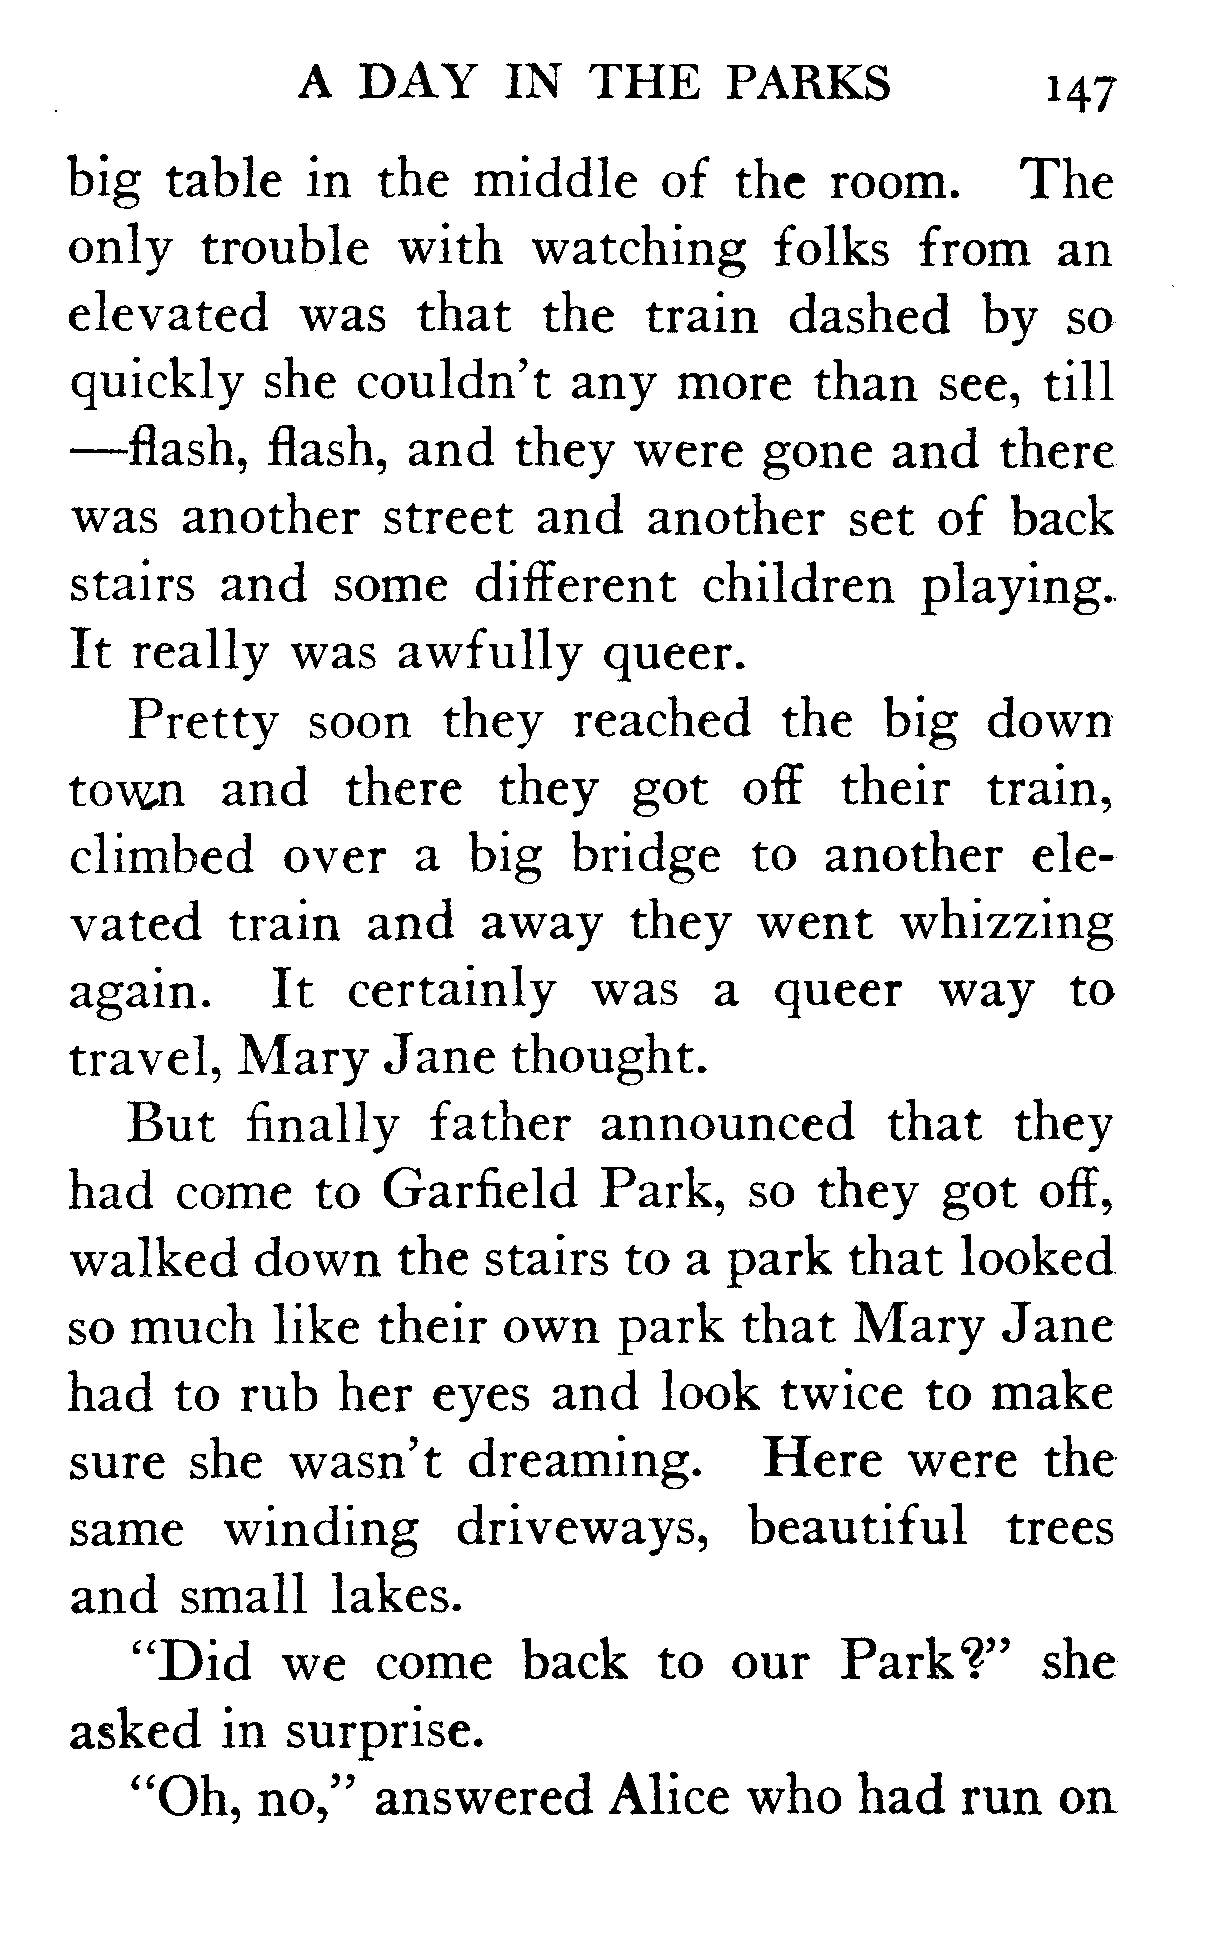 A DAY IN THE PARKS 147
big table in the middle of the room. The
only trouble with watching folks from an
elevated was that the train dashed by so
quickly she couldn't any more than see, till
—flash, flash, and they were gone and there
was another street and another set of back
stairs and some different children playing.
It really was awfully queer.
Pretty soon they reached the big down
town and there they got off their train,
climbed over a big bridge to another ele-
vated train and away they went whizzing
again. It certainly was a queer way to
travel, Mary Jane thought.
But finally father announced that they
had come to Garfield Park, so they got off,
walked down the stairs to a park that looked
so much like their own park that Mary Jane
had to rub her eyes and look twice to make
sure she wasn't dreaming. Here were the
same winding driveways, beautiful trees
and small lakes.
"Did we come back to our Park?" she
asked in surprise.
"Oh, no," answered Alice who had run on